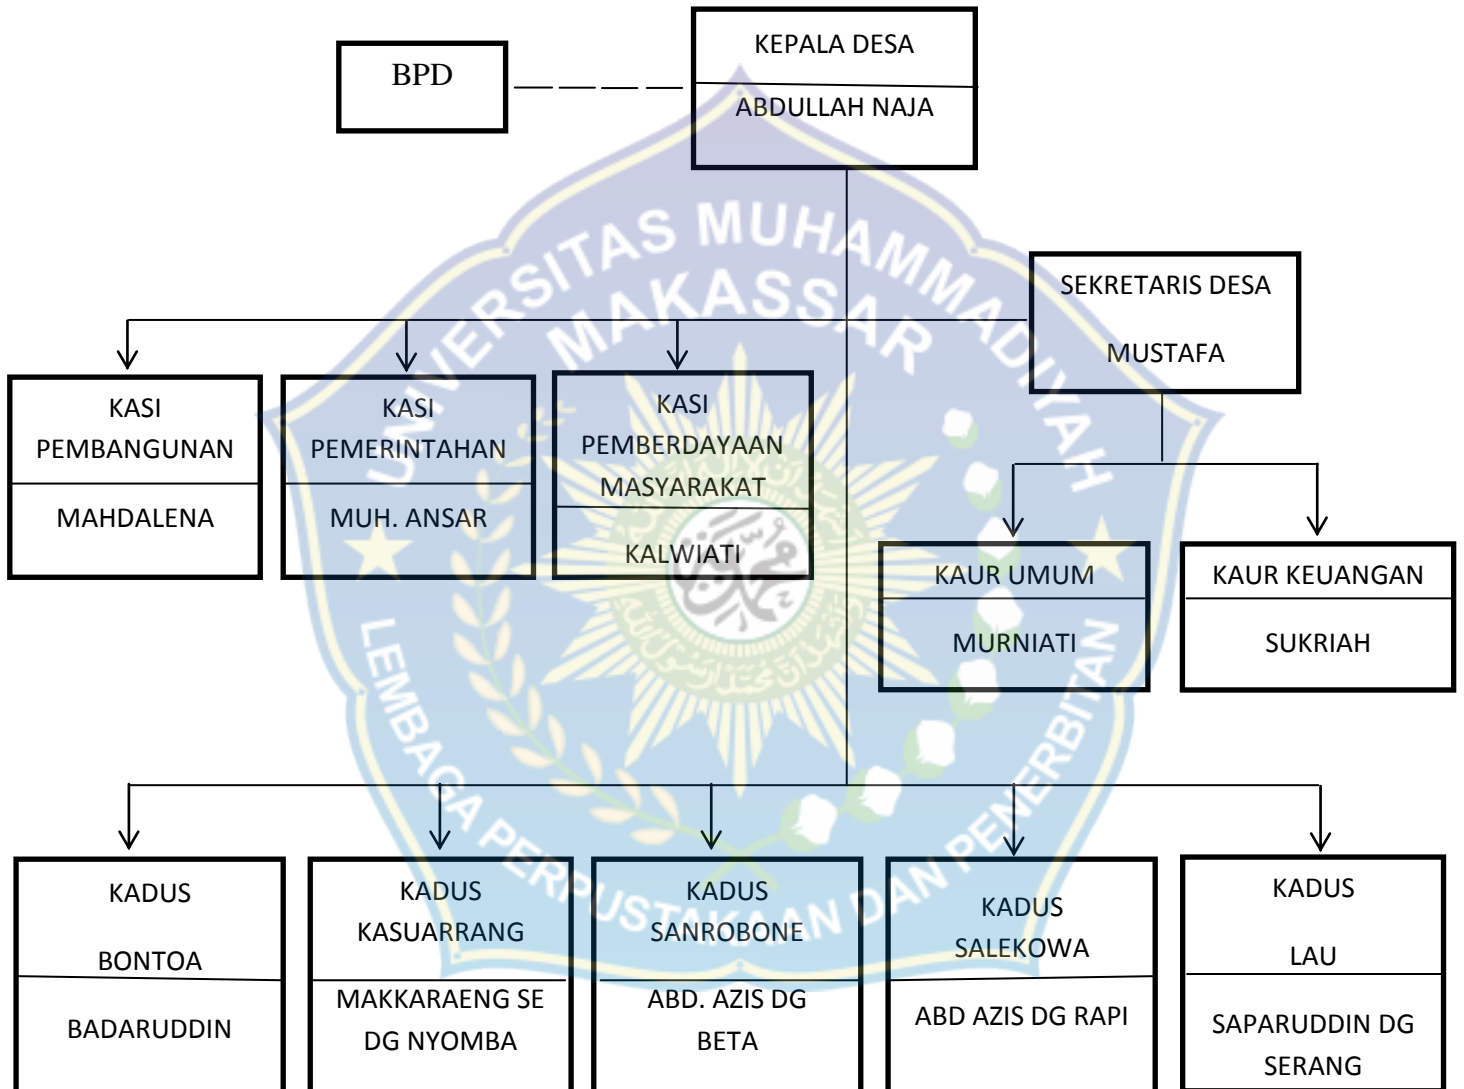 KEPALA DESA
BPD
ABDULLAH NAJA
UNIVERSITAS MUHAMMADIYAH
MAKASSAR
SEKRETARIS DESA
MUSTAFA
KASI
PEMBANGUNAN
MAHDALENA
KASI
PEMERINTAHAN
MUH. ANSAR
KASI
PEMBERDAYAAN
MASYARAKAT
KALWIATI
KAUR UMUM
MURNIATI
KAUR KEUANGAN
SUKRIAH
LEMBAGA PERPUSTAKAAN DAN PENERBITAN
KADUS
BONTOA
BADARUDDIN
KADUS
KASUARRANG
MAKKARAENG SE
DG NYOMBA
KADUS
SANROBONE
ABD. AZIS DG
BETA
KADUS
SALEKOWA
ABD AZIS DG RAPI
KADUS
LAU
SAPARUDDIN DG
SERANG